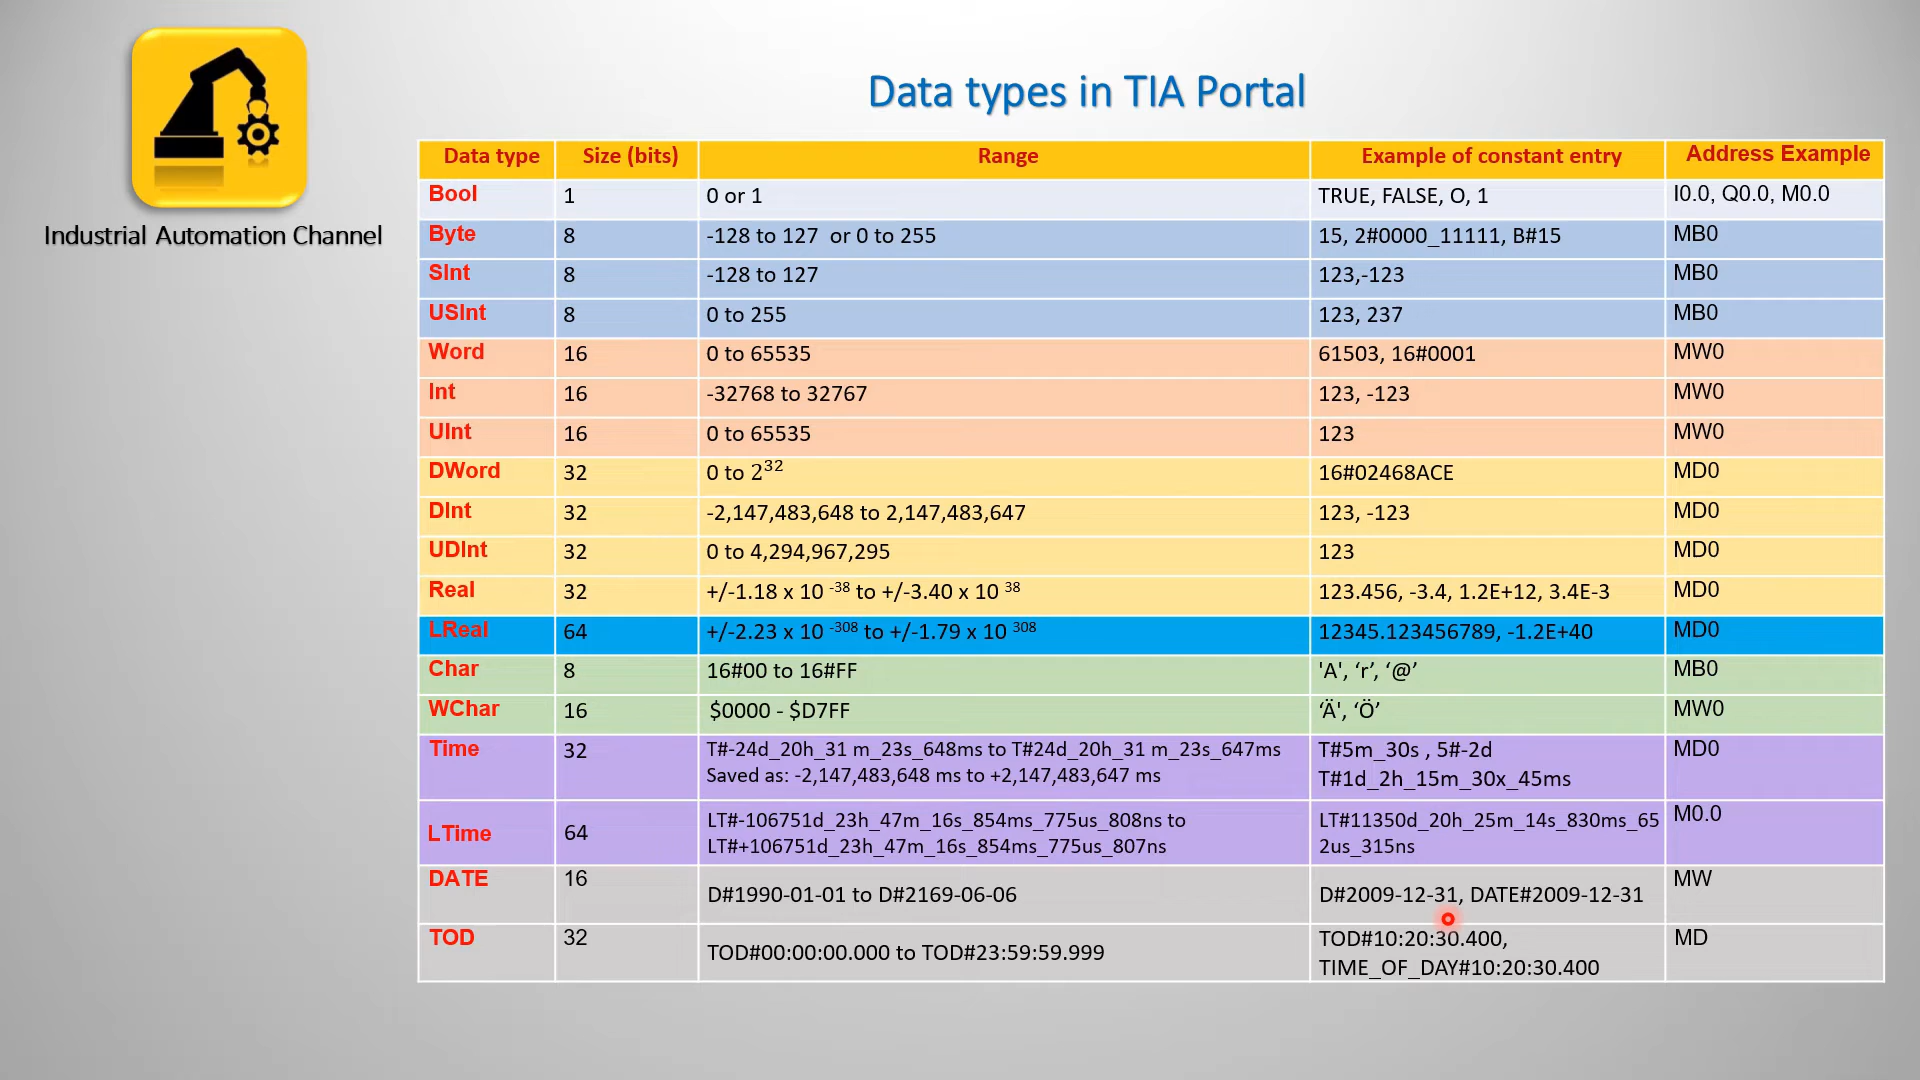 Data types in TIA Portal
Industrial Automation Channel
Data type Size (bits) Range Example of constant entry Address Example
Bool 1 0 or 1 TRUE, FALSE, O, 1 I0.0, Q0.0, M0.0
Byte 8 -128 to 127 or 0 to 255 15, 2#0000_11111, B#15 MB0
SInt 8 -128 to 127 123,-123 MB0
USInt 8 0 to 255 123, 237 MB0
Word 16 0 to 65535 61503, 16#0001 MW0
Int 16 -32768 to 32767 123, -123 MW0
UInt 16 0 to 65535 123 MW0
DWord 32 0 to 2³² 16#02468ACE MD0
DInt 32 -2,147,483,648 to 2,147,483,647 123, -123 MD0
UDInt 32 0 to 4,294,967,295 123 MD0
Real 32 +/-1.18 x 10 ⁻³⁸ to +/-3.40 x 10 ³⁸ 123.456, -3.4, 1.2E+12, 3.4E-3 MD0
LReal 64 +/-2.23 x 10 ⁻³⁰⁸ to +/-1.79 x 10 ³⁰⁸ 12345.123456789, -1.2E+40 MD0
Char 8 16#00 to 16#FF 'A', ‘r’, ‘@’ MB0
WChar 16 $0000 - $D7FF ‘Ä', ‘Ö’ MW0
Time 32 T#-24d_20h_31 m_23s_648ms to T#24d_20h_31 m_23s_647ms T#5m_30s , 5#-2d MD0
Saved as: -2,147,483,648 ms to +2,147,483,647 ms T#1d_2h_15m_30x_45ms
LTime 64 LT#-106751d_23h_47m_16s_854ms_775us_808ns to LT#11350d_20h_25m_14s_830ms_65 M0.0
LT#+106751d_23h_47m_16s_854ms_775us_807ns 2us_315ns
DATE 16 D#1990-01-01 to D#2169-06-06 D#2009-12-31, DATE#2009-12-31 MW
TOD 32 TOD#00:00:00.000 to TOD#23:59:59.999 TOD#10:20:30.400, MD
TIME_OF_DAY#10:20:30.400